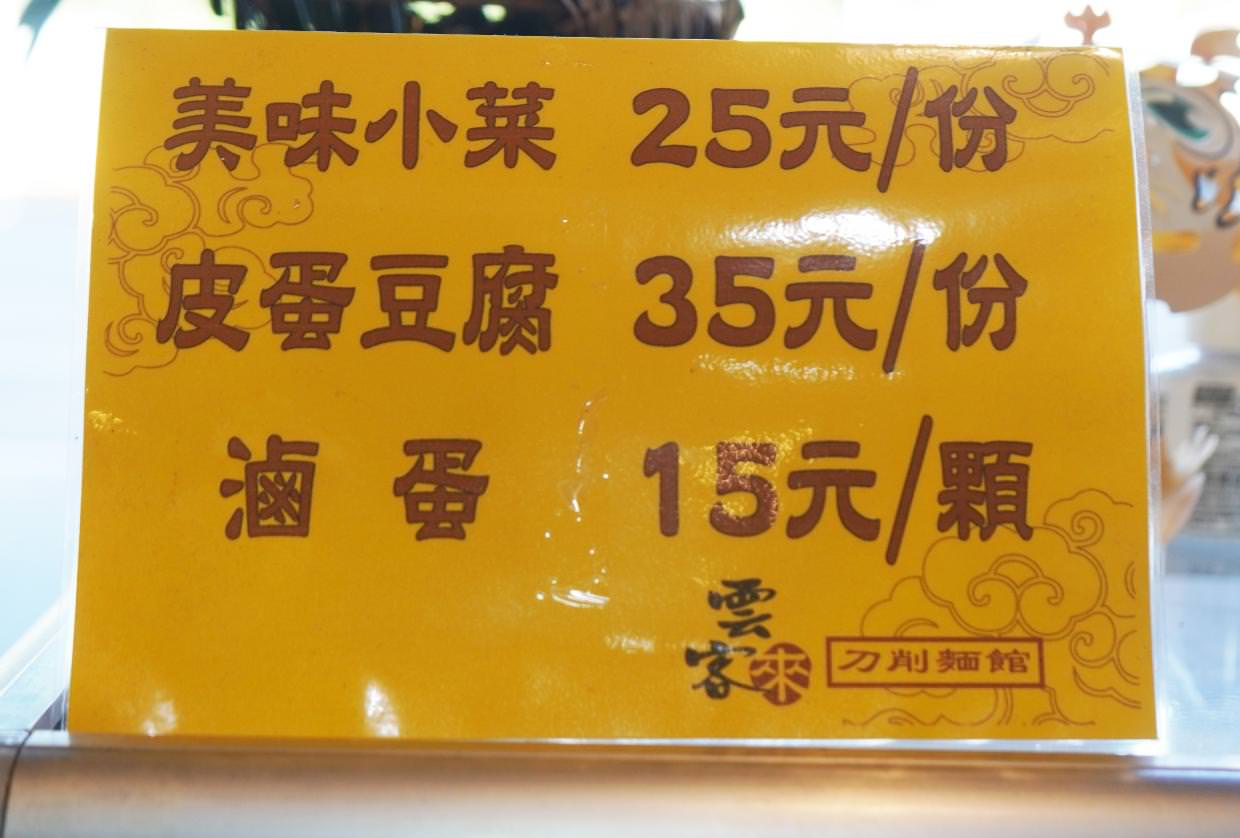 美味小菜 25元/份
皮蛋豆腐 35元/份
滷蛋 15元/顆
雲
客來 刀削麵館